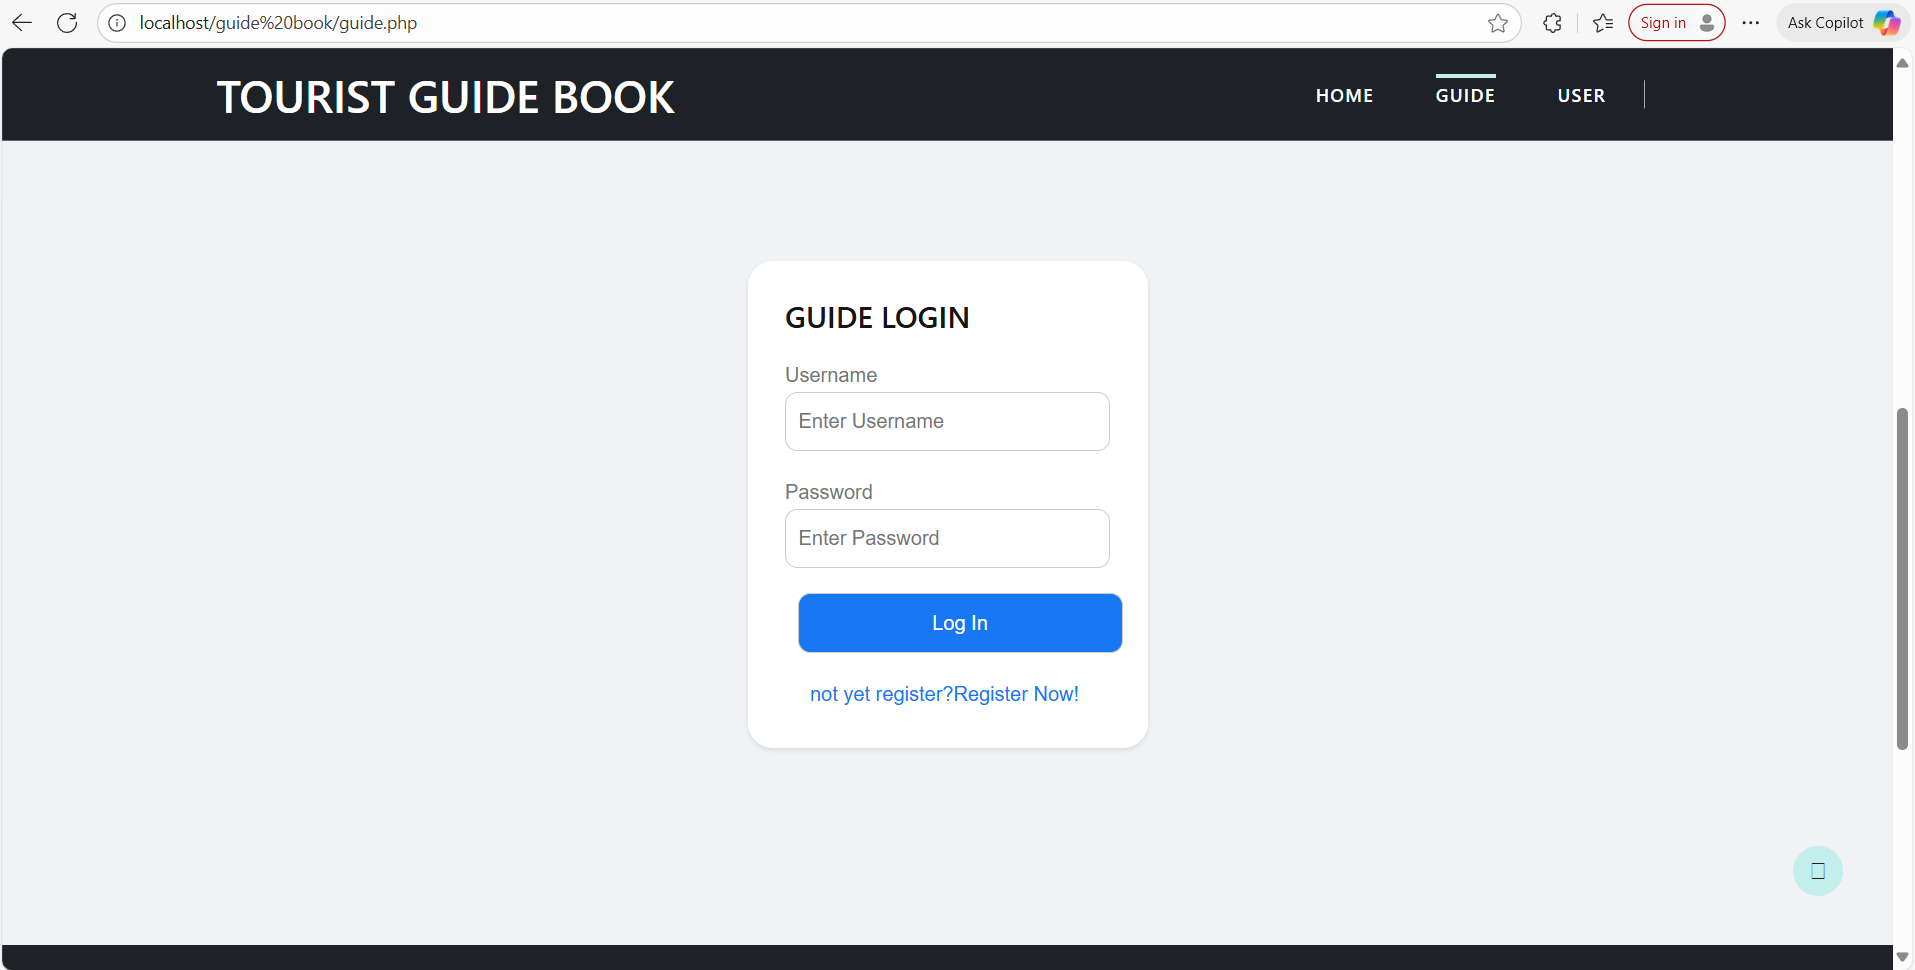 localhost/guide%20book/guide.php
Sign in
Ask Copilot
TOURIST GUIDE BOOK
HOME GUIDE USER
GUIDE LOGIN
Username
Enter Username
Password
Enter Password
Log In
not yet register?Register Now!